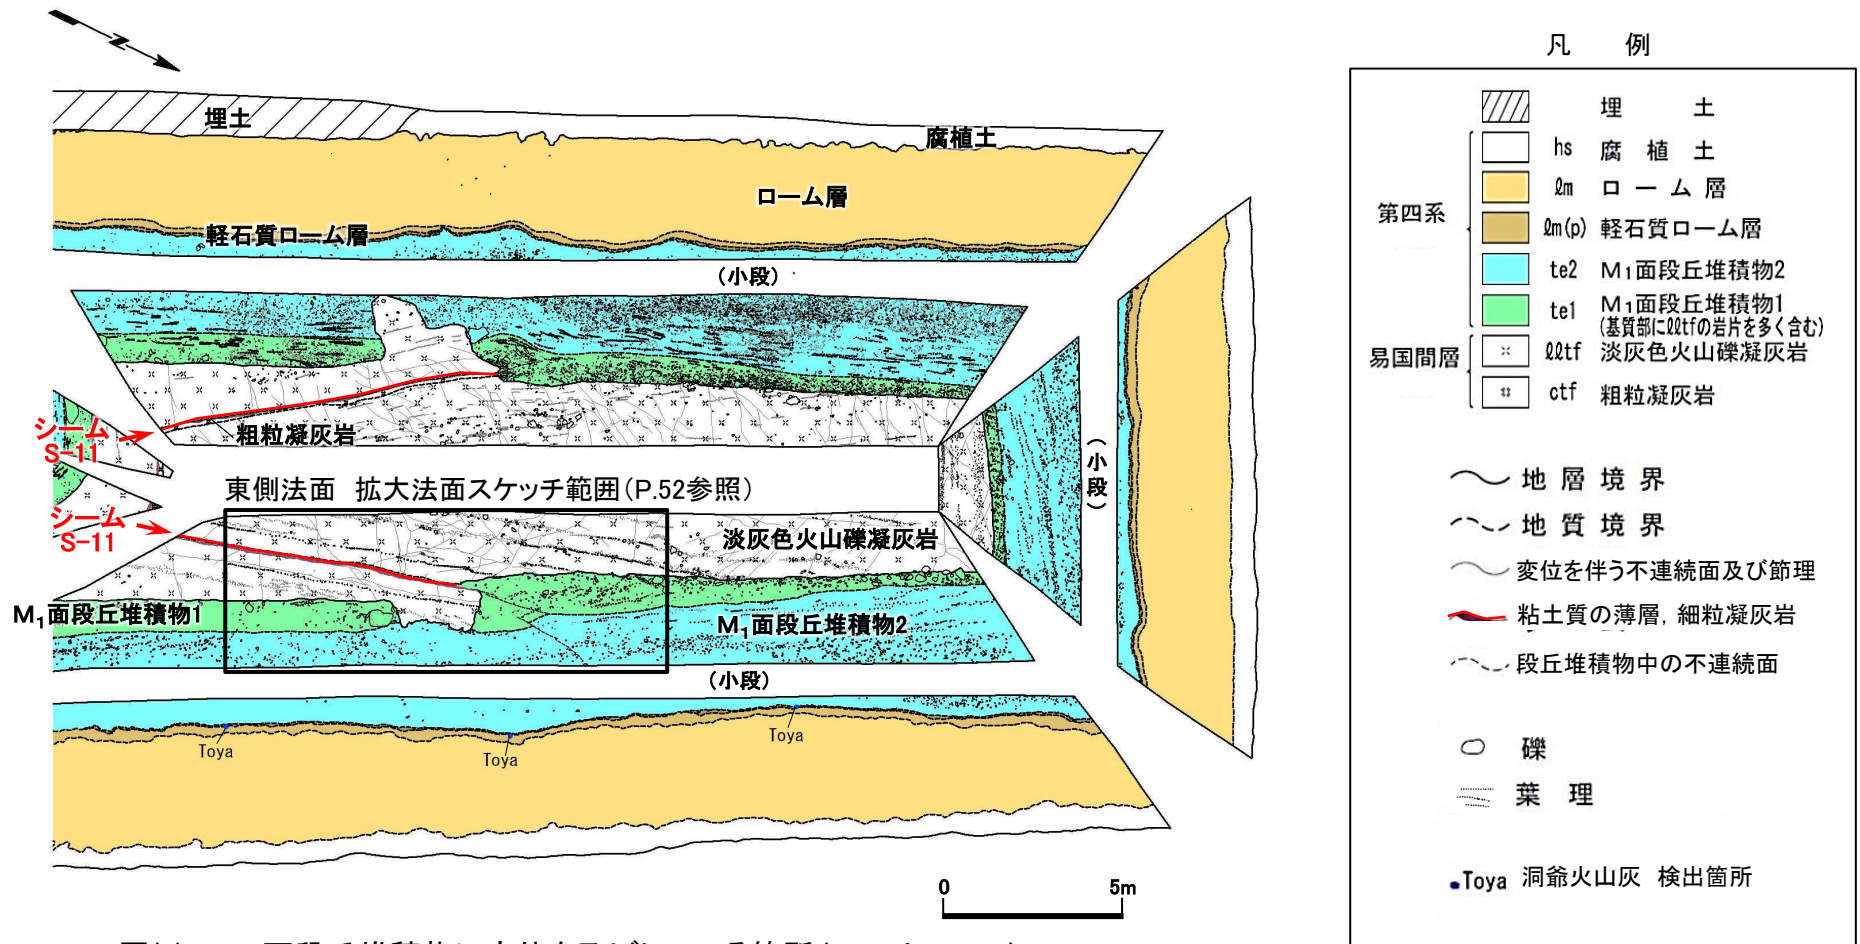 埋土
腐植土
ローム層
軽石質ローム層
(小段)
シーム
S-11
粗粒凝灰岩
東側法面 拡大法面スケッチ範囲(P.52参照)
(小段)
シーム
S-11
淡灰色火山礫凝灰岩
M₁面段丘堆積物1
M₁面段丘堆積物2
(小段)
Toya
Toya
Toya
0 5m
凡 例
埋 土
第四系
hs 腐 植 土
ℓm ロ ー ム 層
ℓm(p) 軽石質ローム層
te2 M₁面段丘堆積物2
te1 M₁面段丘堆積物1
(基質部にℓℓtfの岩片を多く含む)
易国間層
ℓℓtf 淡灰色火山礫凝灰岩
ctf 粗粒凝灰岩
地 層 境 界
地 質 境 界
変位を伴う不連続面及び節理
粘土質の薄層, 細粒凝灰岩
段丘堆積物中の不連続面
礫
葉 理
Toya 洞爺火山灰 検出箇所